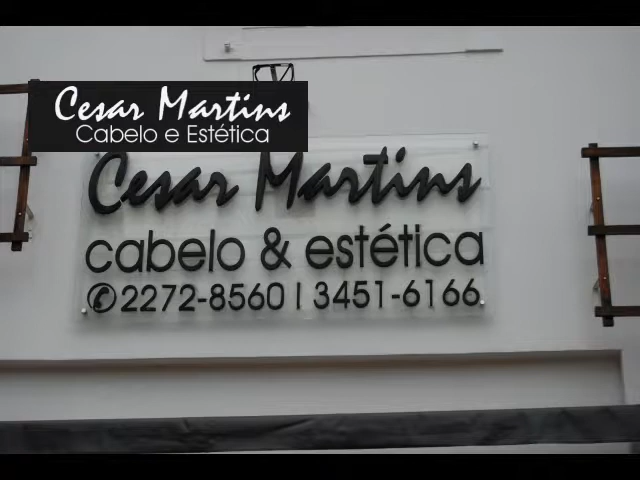 Cesar Martins
Cabelo e Estética
Cesar Martins
cabelo & estética
2272-8560 | 3451-6166